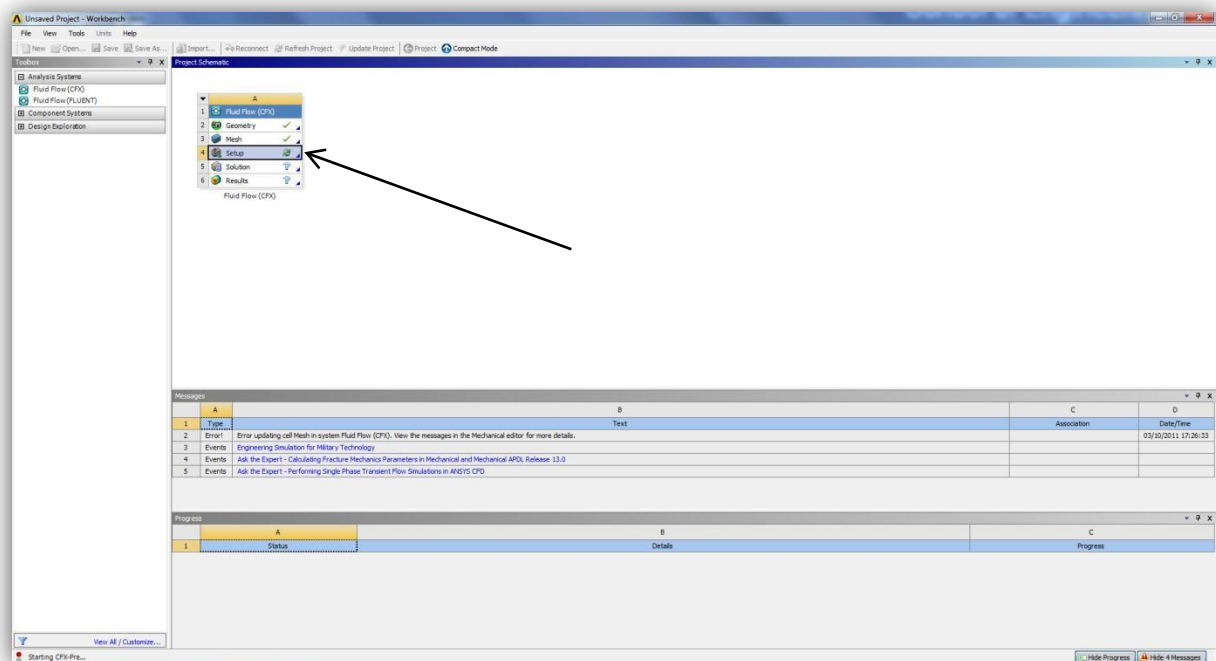 Unsaved Project - Workbench
File View Tools Units Help
New Open... Save Save As... Import... Reconnect Refresh Project Update Project Project Compact Mode
Toolbox
Analysis Systems
Fluid Flow (CFX)
Fluid Flow (FLUENT)
Component Systems
Design Exploration
View All / Customize...
Project Schematic
A
1 Fluid Flow (CFX)
2 Geometry
3 Mesh
4 Setup
5 Solution
6 Results
Fluid Flow (CFX)
Messages
A B C D
1 Type Text Association Date/Time
2 Error! Error updating cell Mesh in system Fluid Flow (CFX). View the messages in the Mechanical editor for more details. 03/10/2011 17:26:33
3 Events Engineering Simulation for Military Technology
4 Events Ask the Expert - Calculating Fracture Mechanics Parameters in Mechanical and Mechanical APDL Release 13.0
5 Events Ask the Expert - Performing Single Phase Transient Flow Simulations in ANSYS CFD
Progress
A B C
1 Status Details Progress
Starting CFX-Pre... Hide Progress Hide 4 Messages